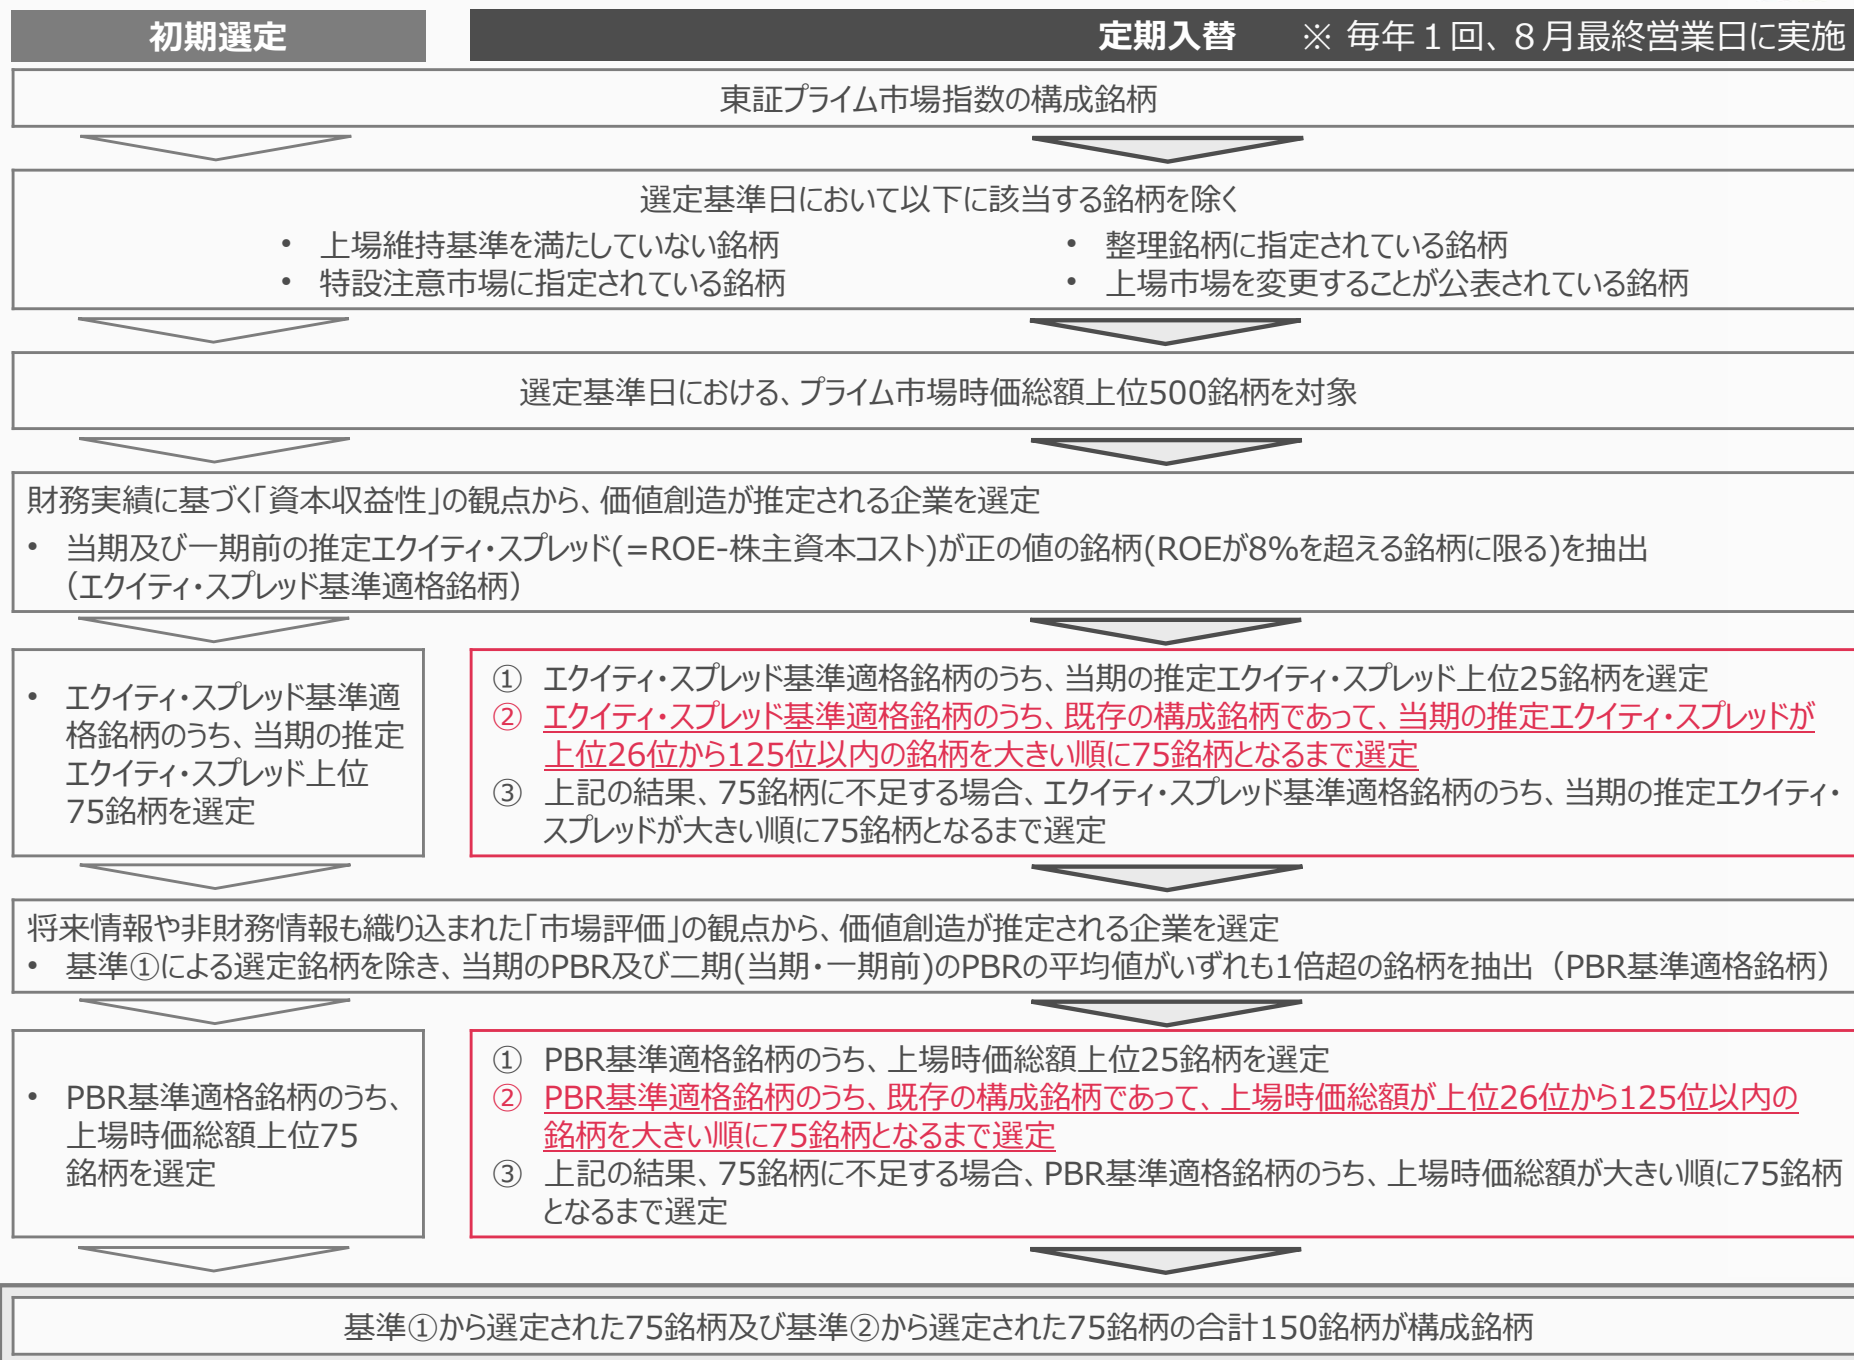 初期選定
定期入替 ※ 毎年１回、８月最終営業日に実施
東証プライム市場指数の構成銘柄
選定基準日において以下に該当する銘柄を除く
• 上場維持基準を満たしていない銘柄
• 特設注意市場に指定されている銘柄
• 整理銘柄に指定されている銘柄
• 上場市場を変更することが公表されている銘柄
選定基準日における、プライム市場時価総額上位500銘柄を対象
財務実績に基づく「資本収益性」の観点から、価値創造が推定される企業を選定
• 当期及び一期前の推定エクイティ・スプレッド(=ROE-株主資本コスト)が正の値の銘柄(ROEが8%を超える銘柄に限る)を抽出
（エクイティ・スプレッド基準適格銘柄）
• エクイティ・スプレッド基準適
格銘柄のうち、当期の推定
エクイティ・スプレッド上位
75銘柄を選定
① エクイティ・スプレッド基準適格銘柄のうち、当期の推定エクイティ・スプレッド上位25銘柄を選定
② エクイティ・スプレッド基準適格銘柄のうち、既存の構成銘柄であって、当期の推定エクイティ・スプレッドが
上位26位から125位以内の銘柄を大きい順に75銘柄となるまで選定
③ 上記の結果、75銘柄に不足する場合、エクイティ・スプレッド基準適格銘柄のうち、当期の推定エクイティ・
スプレッドが大きい順に75銘柄となるまで選定
将来情報や非財務情報も織り込まれた「市場評価」の観点から、価値創造が推定される企業を選定
• 基準①による選定銘柄を除き、当期のPBR及び二期(当期・一期前)のPBRの平均値がいずれも1倍超の銘柄を抽出（PBR基準適格銘柄）
• PBR基準適格銘柄のうち、
上場時価総額上位75
銘柄を選定
① PBR基準適格銘柄のうち、上場時価総額上位25銘柄を選定
② PBR基準適格銘柄のうち、既存の構成銘柄であって、上場時価総額が上位26位から125位以内の
銘柄を大きい順に75銘柄となるまで選定
③ 上記の結果、75銘柄に不足する場合、PBR基準適格銘柄のうち、上場時価総額が大きい順に75銘柄
となるまで選定
基準①から選定された75銘柄及び基準②から選定された75銘柄の合計150銘柄が構成銘柄